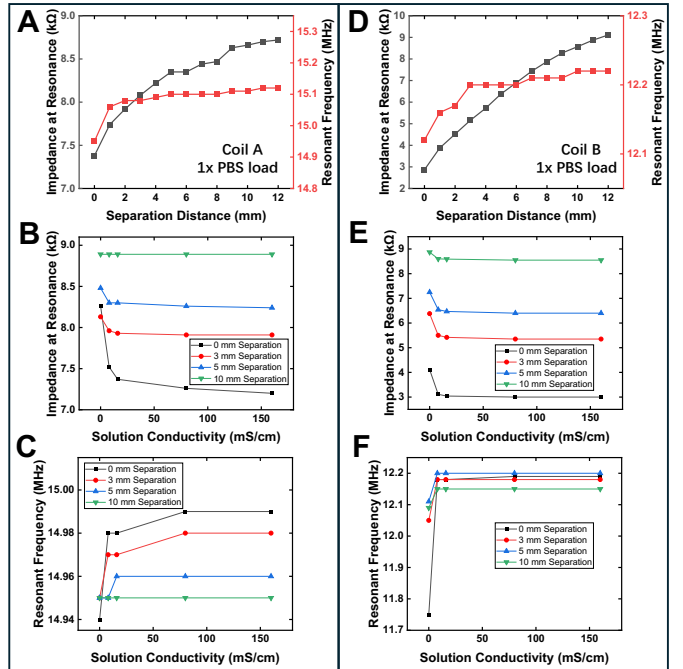 A
Impedance at Resonance (kΩ)
9.0
8.5
8.0
7.5
7.0
15.3
15.2
15.1
15.0
14.9
14.8
Resonant Frequency (MHz)
Coil A
1x PBS load
0 2 4 6 8 10 12
Separation Distance (mm)
B
Impedance at Resonance (kΩ)
9.0
8.5
8.0
7.5
7.0
0 mm Separation
3 mm Separation
5 mm Separation
10 mm Separation
0 50 100 150
Solution Conductivity (mS/cm)
C
Resonant Frequency (MHz)
15.00
14.98
14.96
14.94
0 mm Separation
3 mm Separation
5 mm Separation
10 mm Separation
0 50 100 150
Solution Conductivity (mS/cm)
D
Impedance at Resonance (kΩ)
10
9
8
7
6
5
4
3
2
12.3
12.2
12.1
Resonant Frequency (MHz)
Coil B
1x PBS load
0 2 4 6 8 10 12
Separation Distance (mm)
E
Impedance at Resonance (kΩ)
9
8
7
6
5
4
3
0 mm Separation
3 mm Separation
5 mm Separation
10 mm Separation
0 50 100 150
Solution Conductivity (mS/cm)
F
Resonant Frequency (MHz)
12.2
12.1
12.0
11.9
11.8
11.7
0 mm Separation
3 mm Separation
5 mm Separation
10 mm Separation
0 50 100 150
Solution Conductivity (mS/cm)